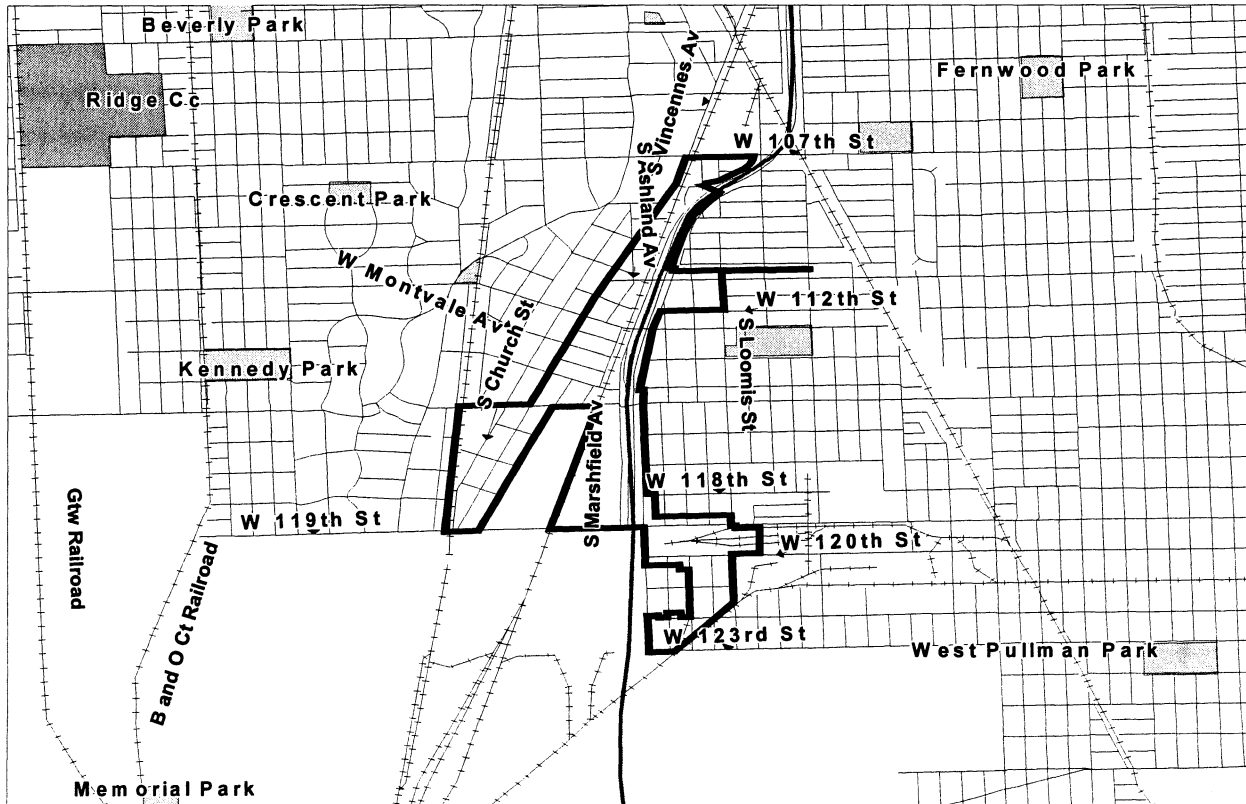 Beverly Park
Ridge Cc
Fernwood Park
S Vincennes Av
W 107th St
S Ashland Av
Crescent Park
W Montvale Av
W 112th St
S Church St
S Loomis St
Kennedy Park
S Marshfield Av
W 118th St
W 119th St
W 120th St
Gtw Railroad
B and O Ct Railroad
W 123rd St
West Pullman Park
Memorial Park